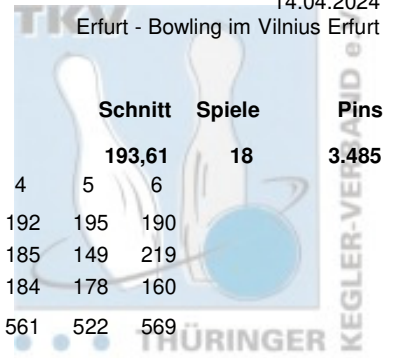 14.04.2024
TKV
Erfurt - Bowling im Vilnius Erfurt
Schnitt Spiele Pins
193,61 18 3.485
4 5 6
192 195 190
185 149 219
184 178 160
561 522 569
THÜRINGER
KEGLER-VERBAND e.V.